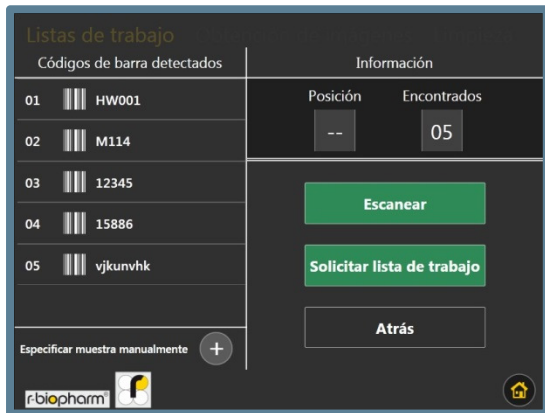 Listas de trabajo
Códigos de barra detectados
01 HW001
02 M114
03 12345
04 15886
05 vjkunvhk
Especificar muestra manualmente +
r-biopharm®
Información
Posición Encontrados
-- 05
Escanear
Solicitar lista de trabajo
Atrás